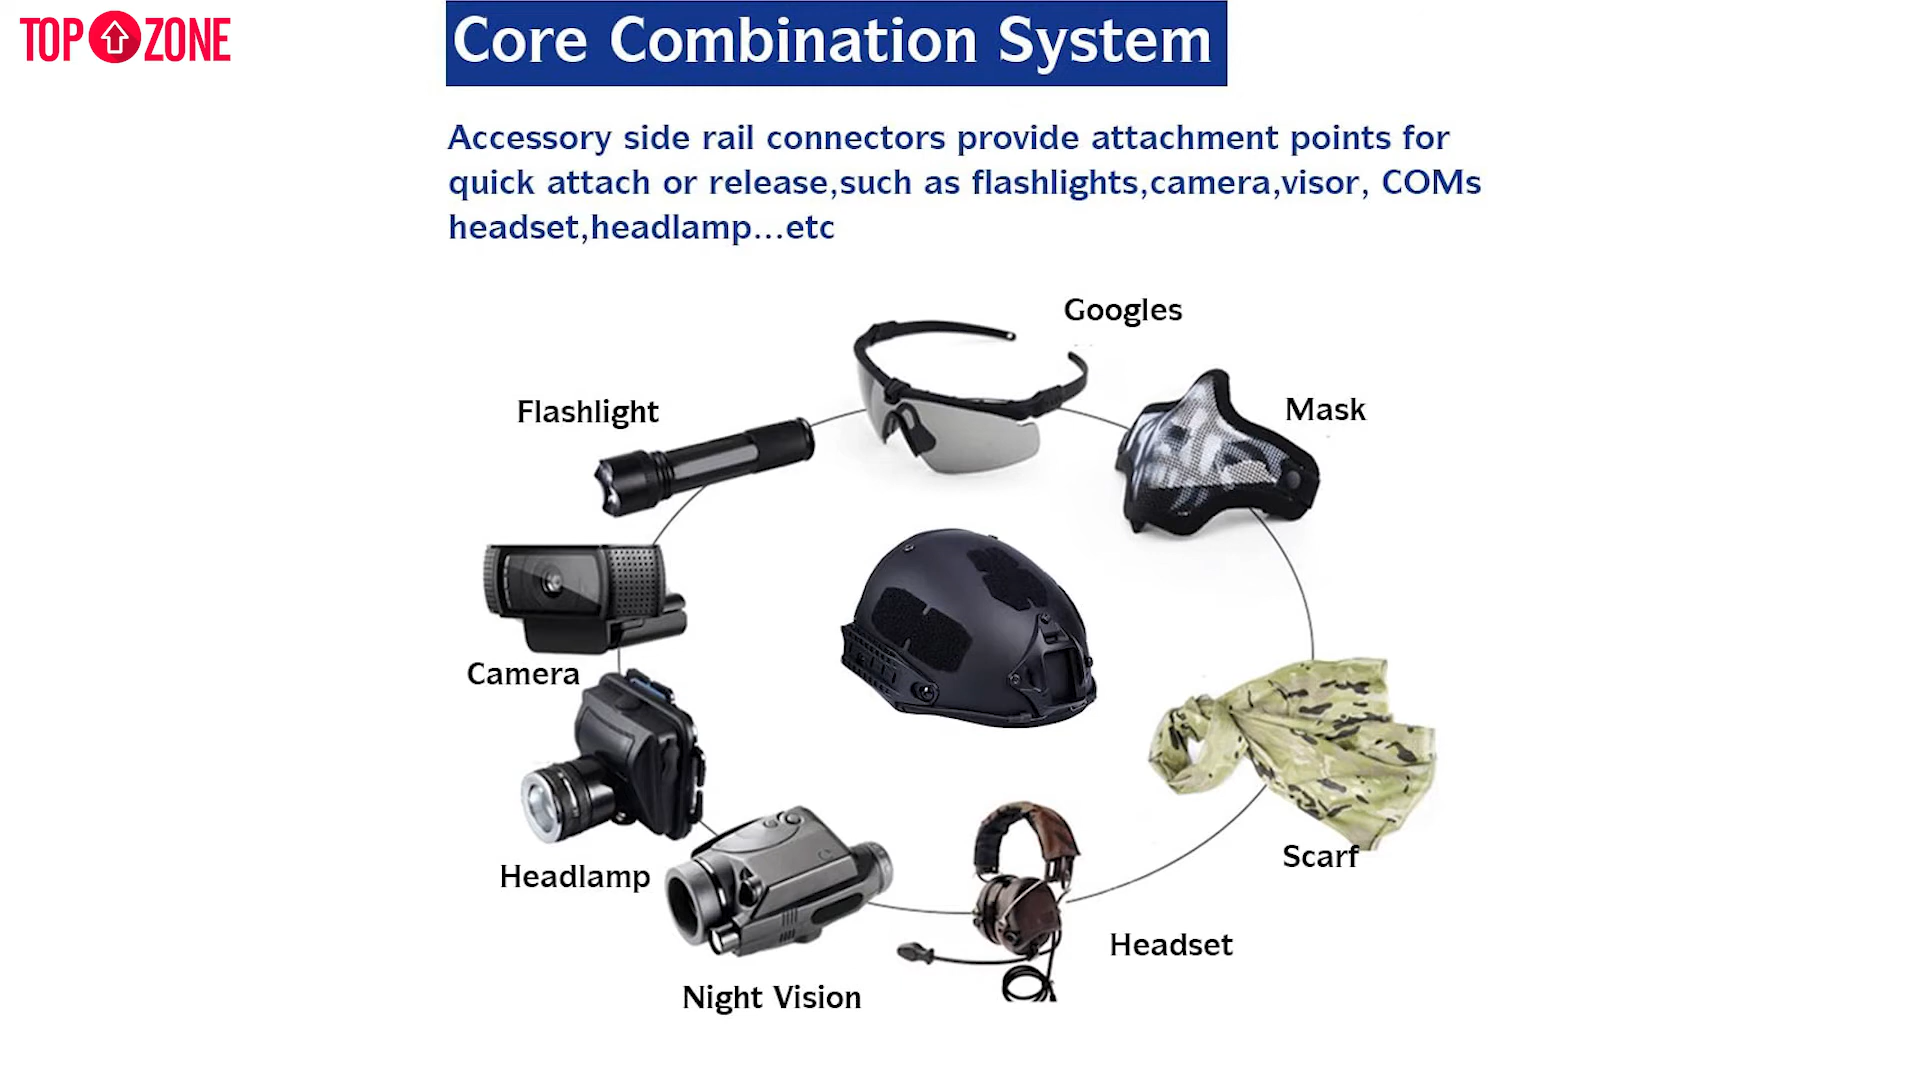 TOP ZONE
Core Combination System
Accessory side rail connectors provide attachment points for
quick attach or release,such as flashlights,camera,visor, COMs
headset,headlamp...etc
Googles
Flashlight
Mask
Camera
Headlamp
Scarf
Headset
Night Vision